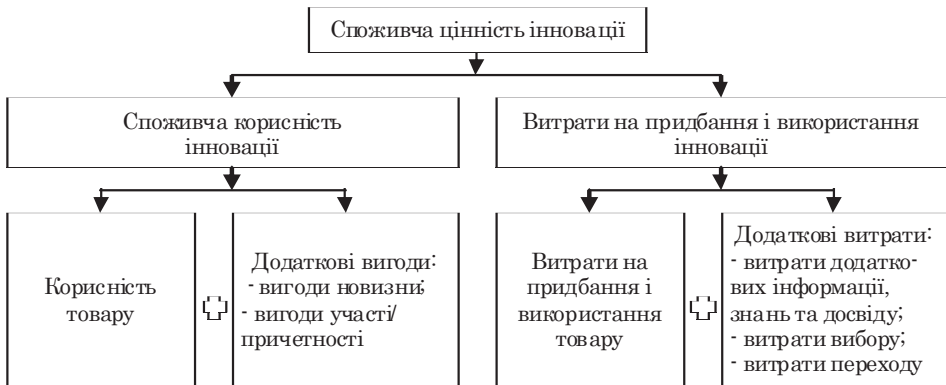 Споживча цінність інновації
Споживча корисність
інновації
Витрати на придбання і використання
інновації
Корисність
товару
Додаткові вигоди:
- вигоди новизни;
- вигоди участі/
причетності
Витрати на
придбання і
використання
товару
Додаткові витрати:
- витрати додатко-
вих інформації,
знань та досвіду;
- витрати вибору;
- витрати переходу